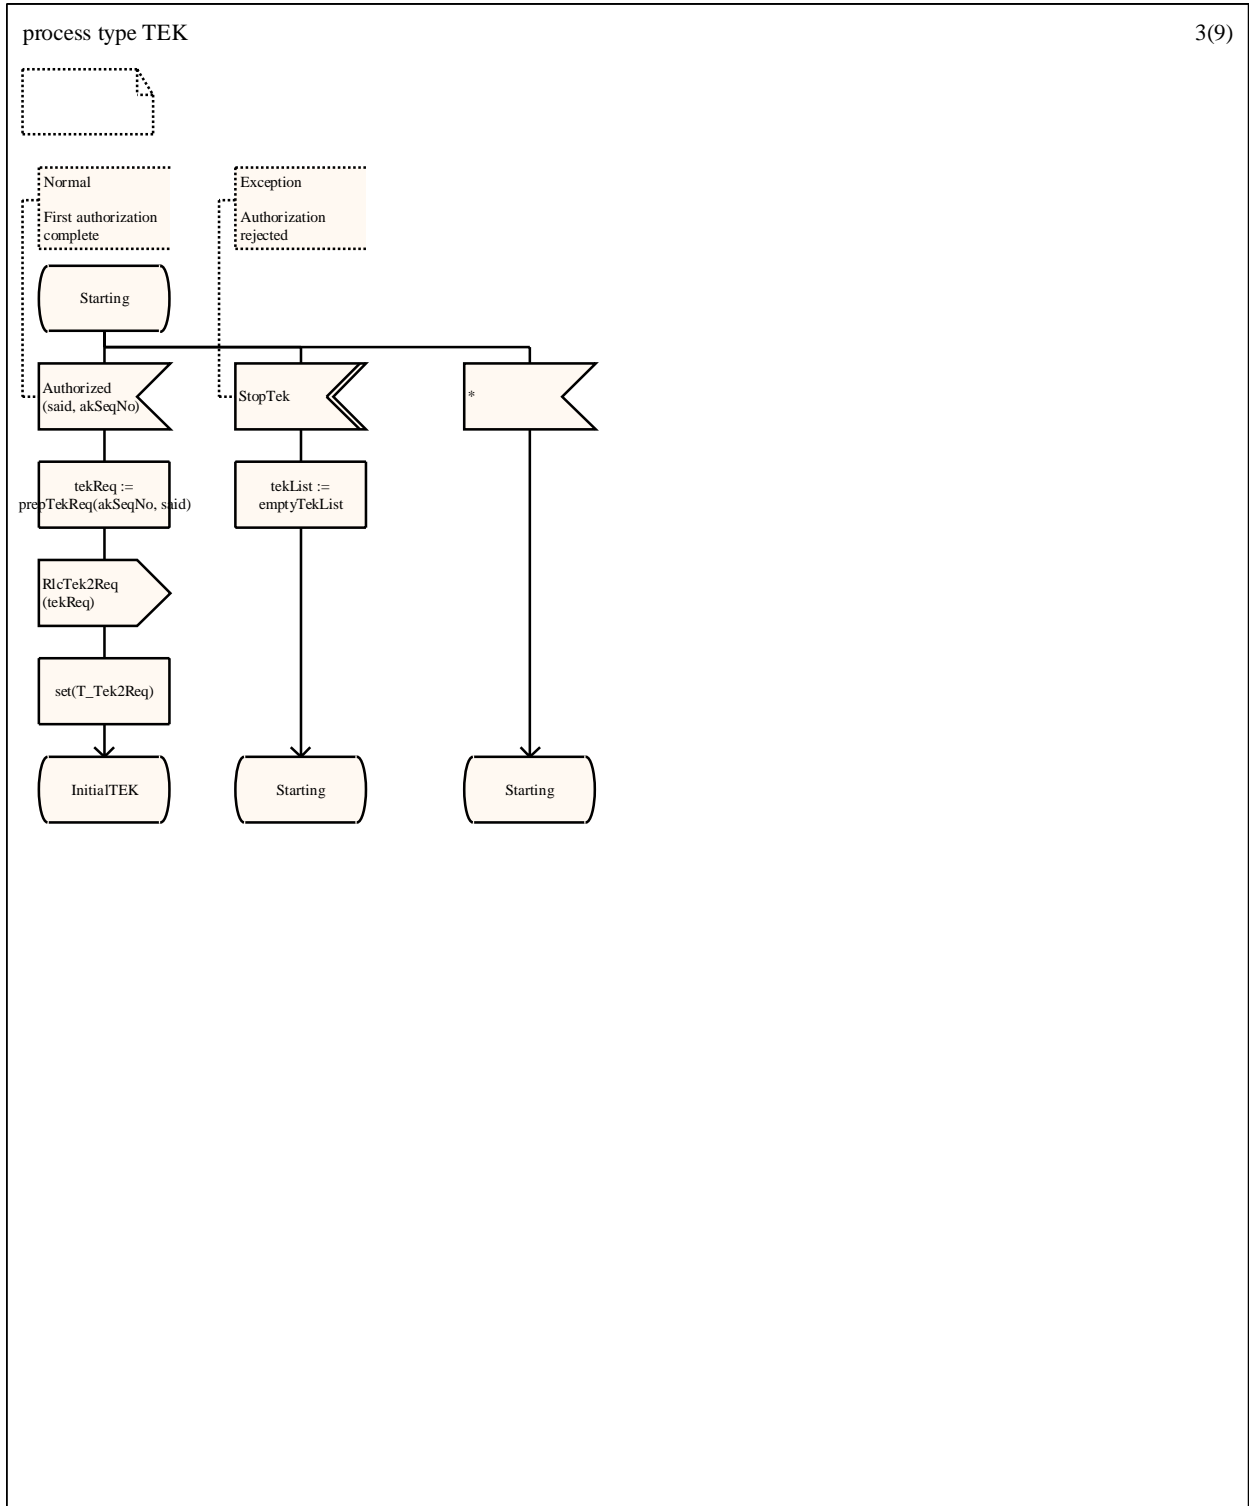 process type TEK
3(9)
Normal
First authorization
complete
Exception
Authorization
rejected
Starting
Authorized
(said, akSeqNo)
StopTek
*
tekReq :=
prepTekReq(akSeqNo, said)
tekList :=
emptyTekList
RlcTek2Req
(tekReq)
set(T_Tek2Req)
InitialTEK
Starting
Starting